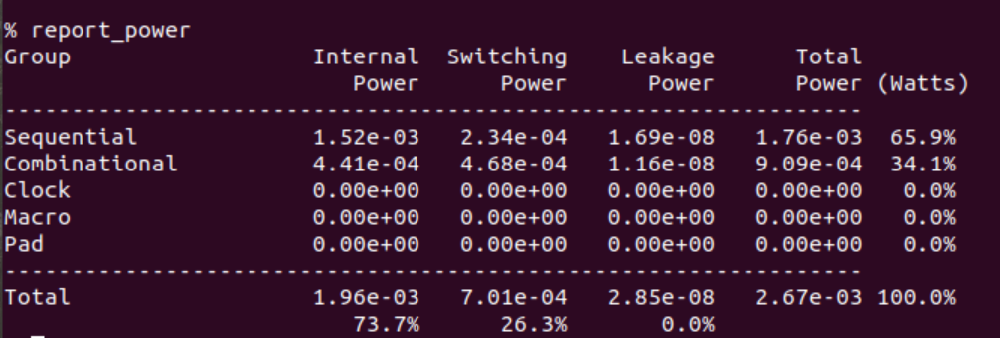 % report_power
Group                  Internal  Switching    Leakage      Total
                          Power      Power      Power      Power (Watts)
----------------------------------------------------------------
Sequential             1.52e-03   2.34e-04   1.69e-08   1.76e-03  65.9%
Combinational          4.41e-04   4.68e-04   1.16e-08   9.09e-04  34.1%
Clock                  0.00e+00   0.00e+00   0.00e+00   0.00e+00   0.0%
Macro                  0.00e+00   0.00e+00   0.00e+00   0.00e+00   0.0%
Pad                    0.00e+00   0.00e+00   0.00e+00   0.00e+00   0.0%
----------------------------------------------------------------
Total                  1.96e-03   7.01e-04   2.85e-08   2.67e-03 100.0%
                          73.7%      26.3%       0.0%